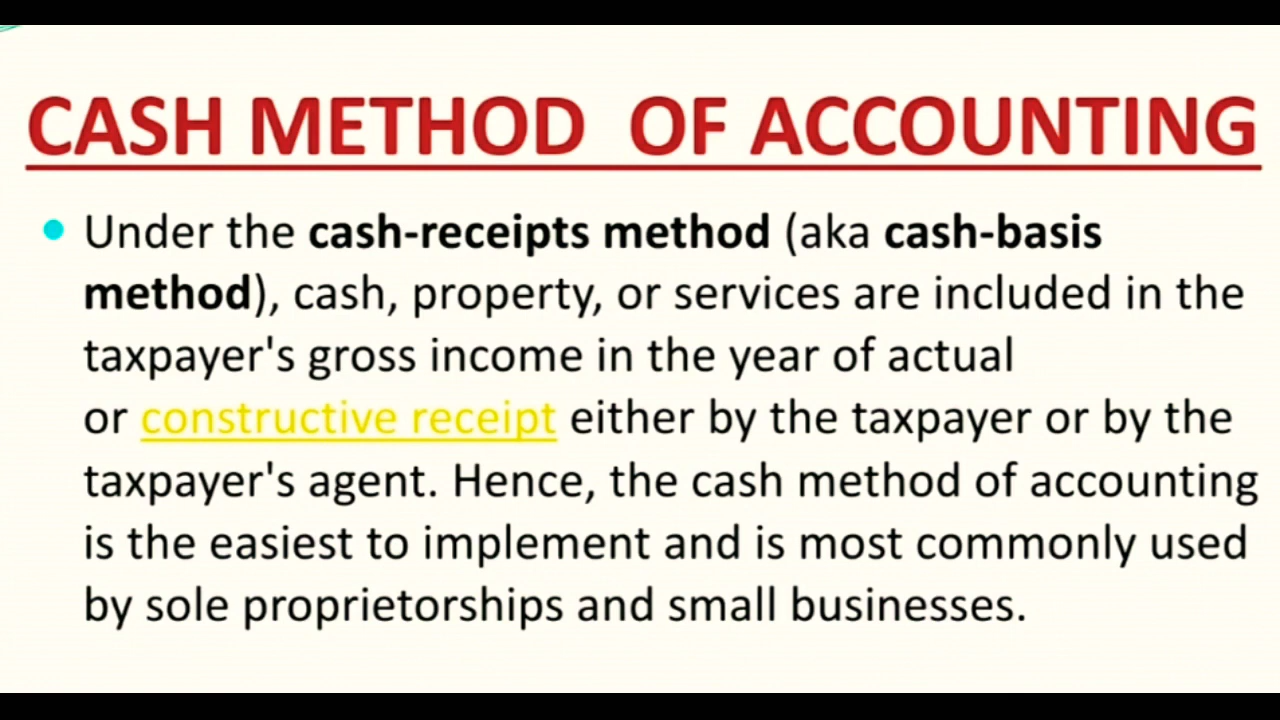 CASH METHOD OF ACCOUNTING
Under the cash-receipts method (aka cash-basis
method), cash, property, or services are included in the
taxpayer's gross income in the year of actual
or constructive receipt either by the taxpayer or by the
taxpayer's agent. Hence, the cash method of accounting
is the easiest to implement and is most commonly used
by sole proprietorships and small businesses.